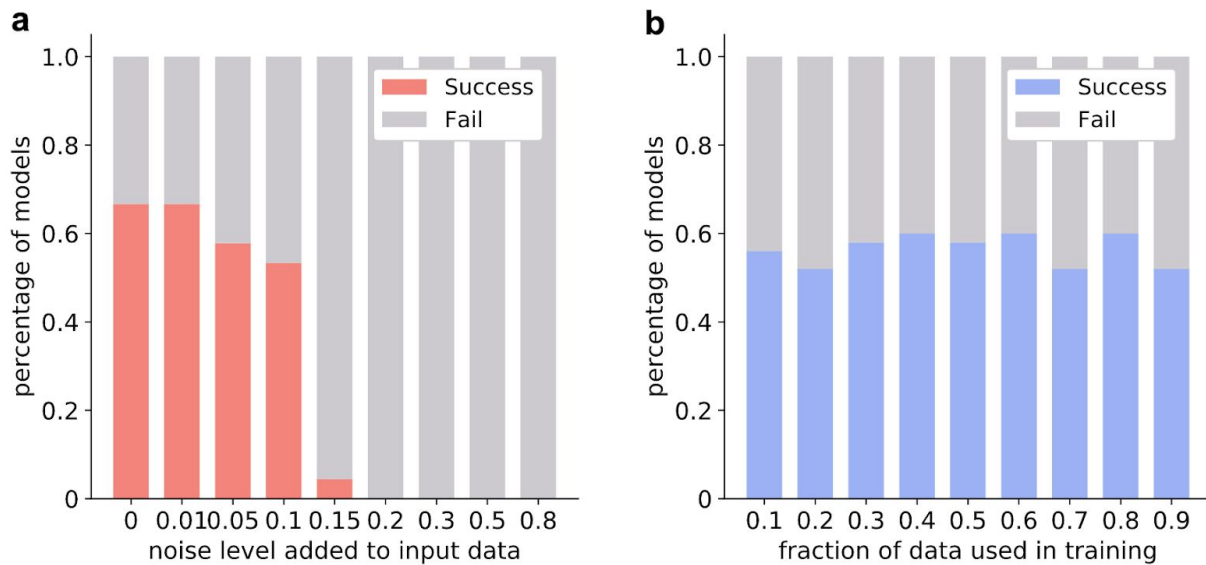 a
percentage of models
1.0
0.8
0.6
0.4
0.2
0
Success
Fail
0 0.01 0.05 0.1 0.15 0.2 0.3 0.5 0.8
noise level added to input data
b
percentage of models
1.0
0.8
0.6
0.4
0.2
0
Success
Fail
0.1 0.2 0.3 0.4 0.5 0.6 0.7 0.8 0.9
fraction of data used in training